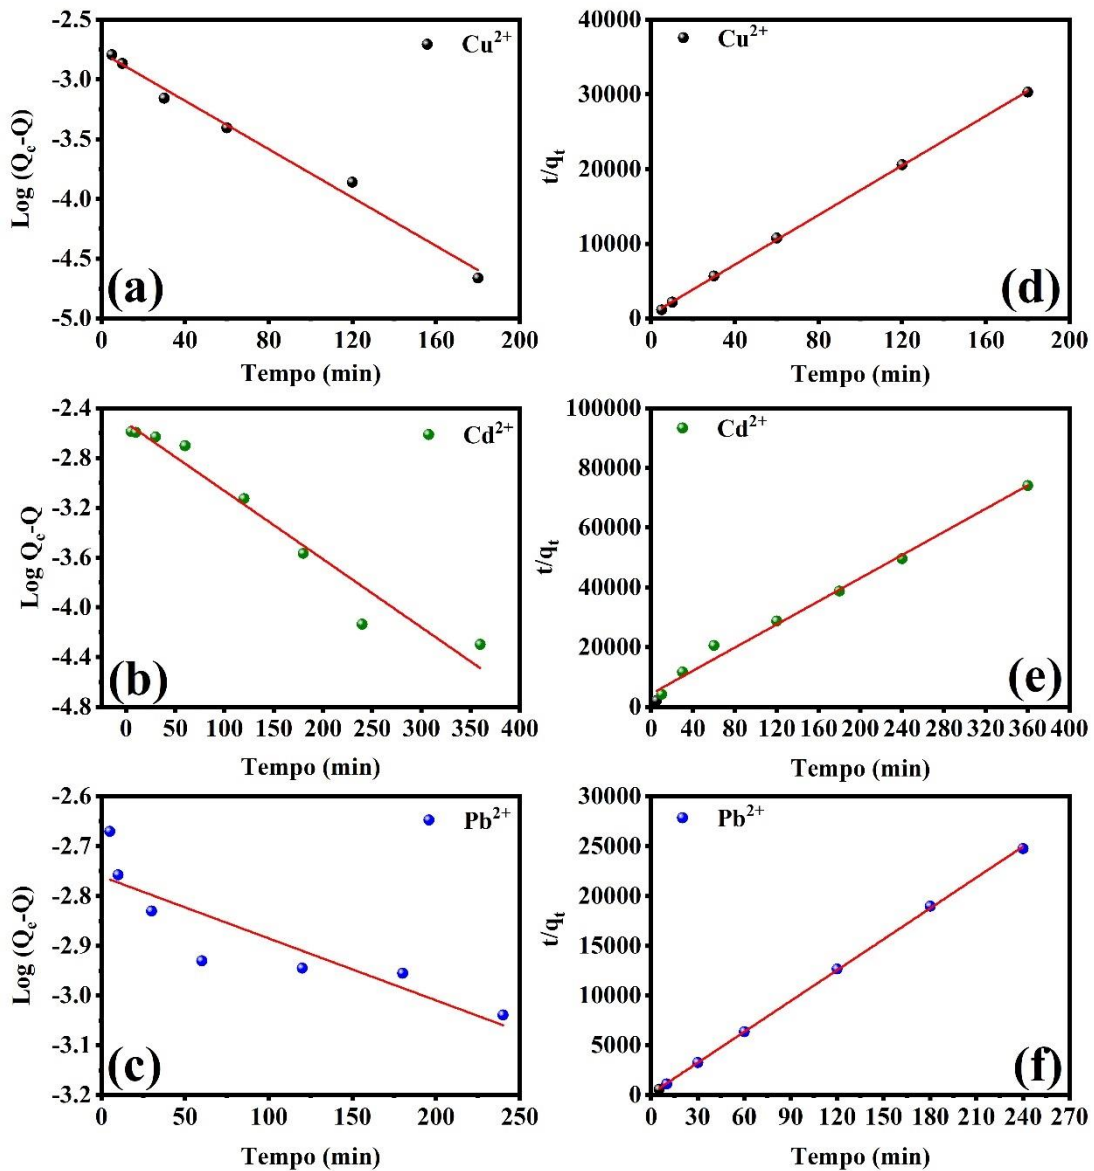 -2.5
-3.0
-3.5
-4.0
-4.5
-5.0
Log (Qₑ-Q)
Cu²⁺
(a)
0 40 80 120 160 200
Tempo (min)
40000
30000
20000
10000
0
t/qₜ
Cu²⁺
(d)
0 40 80 120 160 200
Tempo (min)
-2.4
-2.8
-3.2
-3.6
-4.0
-4.4
-4.8
Log Qₑ-Q
Cd²⁺
(b)
0 50 100 150 200 250 300 350 400
Tempo (min)
100000
80000
60000
40000
20000
0
t/qₜ
Cd²⁺
(e)
0 40 80 120 160 200 240 280 320 360 400
Tempo (min)
-2.6
-2.7
-2.8
-2.9
-3.0
-3.1
-3.2
Log (Qₑ-Q)
Pb²⁺
(c)
0 50 100 150 200 250
Tempo (min)
30000
25000
20000
15000
10000
5000
0
t/qₜ
Pb²⁺
(f)
0 30 60 90 120 150 180 210 240 270
Tempo (min)